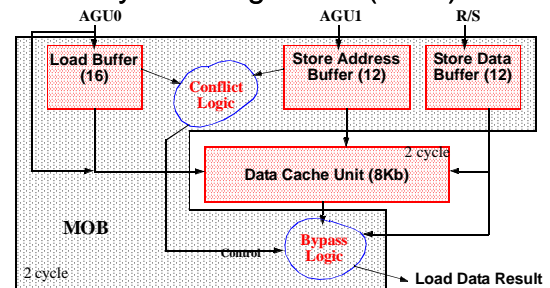 AGU0 AGU1 R/S
Load Buffer
(16)
Conflict
Logic
Store Address
Buffer (12)
Store Data
Buffer (12)
2 cycle
Data Cache Unit (8Kb)
MOB
Bypass
Logic
Control
2 cycle
Load Data Result